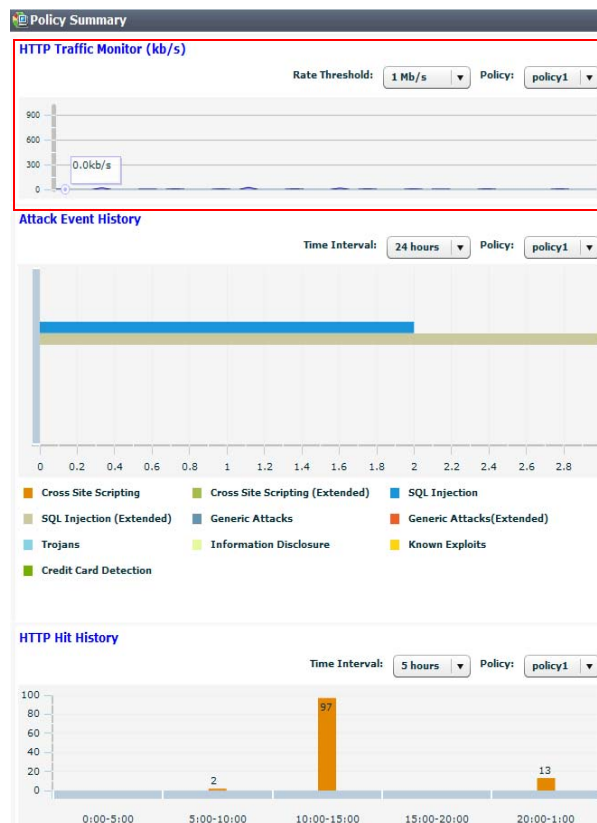 Policy Summary
HTTP Traffic Monitor (kb/s)
Rate Threshold: 1 Mb/s Policy: policy1
900
600
300
0.0kb/s
0
Attack Event History
Time Interval: 24 hours Policy: policy1
0 0.2 0.4 0.6 0.8 1 1.2 1.4 1.6 1.8 2 2.2 2.4 2.6 2.8
Cross Site Scripting Cross Site Scripting (Extended) SQL Injection
SQL Injection (Extended) Generic Attacks Generic Attacks(Extended)
Trojans Information Disclosure Known Exploits
Credit Card Detection
HTTP Hit History
Time Interval: 5 hours Policy: policy1
100
80
60
40
20
0
97
2
13
0:00-5:00 5:00-10:00 10:00-15:00 15:00-20:00 20:00-1:00